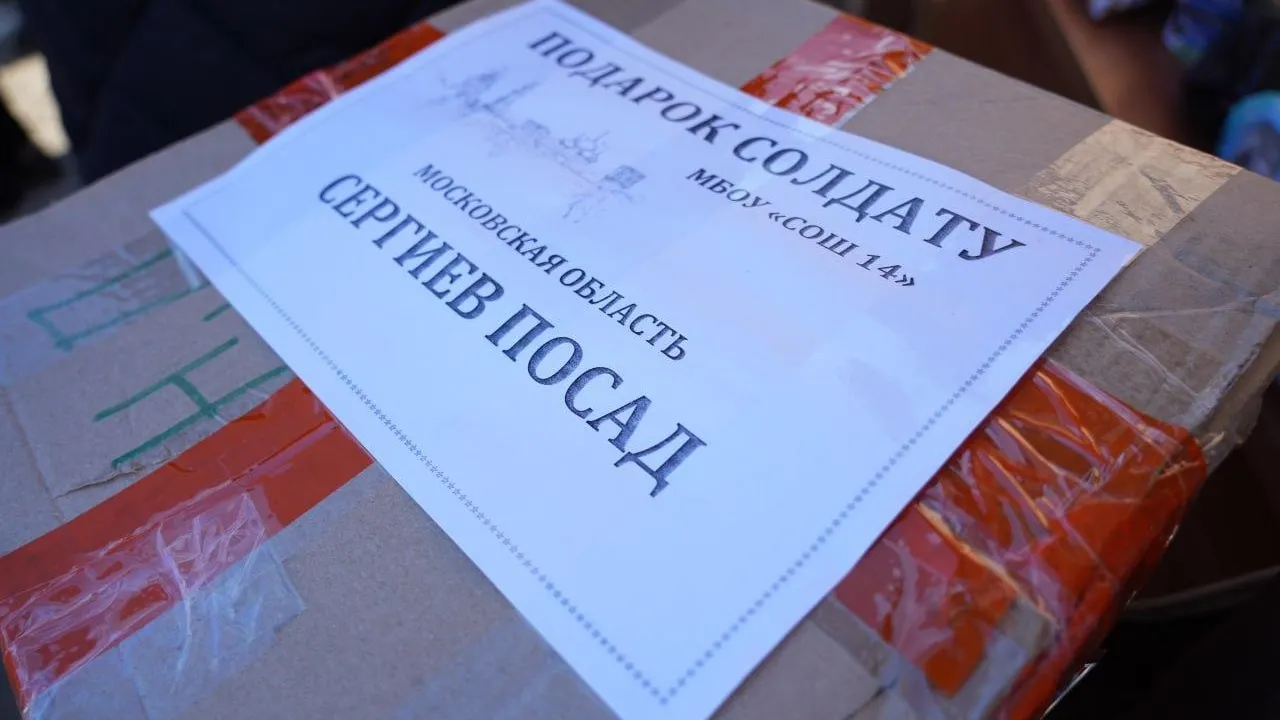 ПОДАРОК СОЛДАТУ
МБОУ «СОШ 14»
МОСКОВСКАЯ ОБЛАСТЬ
СЕРГИЕВ ПОСАД